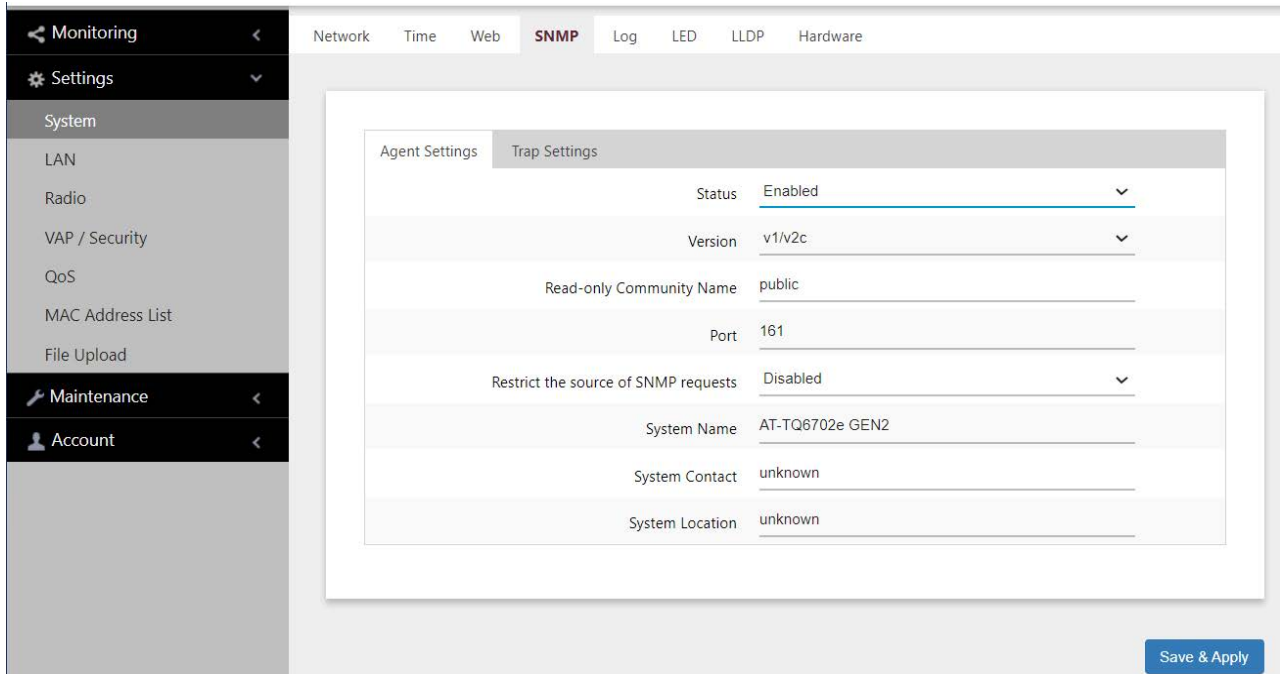 Monitoring
Settings
System
LAN
Radio
VAP / Security
QoS
MAC Address List
File Upload
Maintenance
Account
Network Time Web SNMP Log LED LLDP Hardware
Agent Settings Trap Settings
Status Enabled
Version v1/v2c
Read-only Community Name public
Port 161
Restrict the source of SNMP requests Disabled
System Name AT-TQ6702e GEN2
System Contact unknown
System Location unknown
Save & Apply